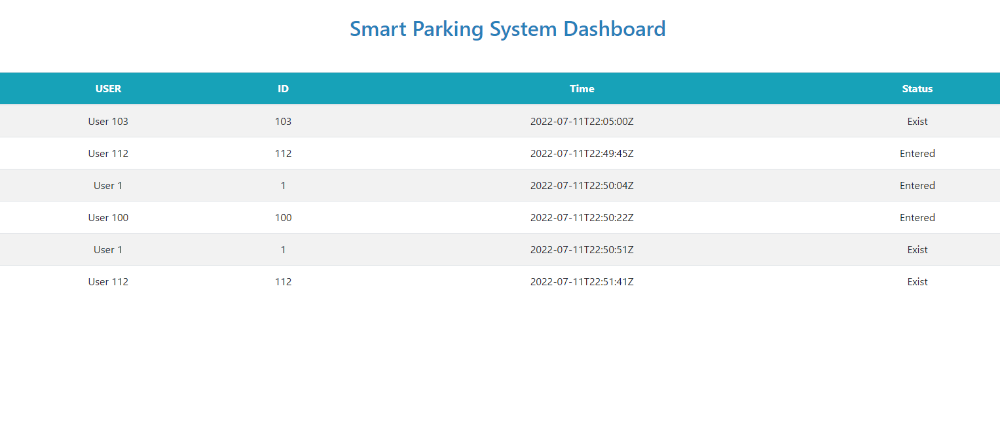 Smart Parking System Dashboard
USER ID Time Status
User 103 103 2022-07-11T22:05:00Z Exist
User 112 112 2022-07-11T22:49:45Z Entered
User 1 1 2022-07-11T22:50:04Z Entered
User 100 100 2022-07-11T22:50:22Z Entered
User 1 1 2022-07-11T22:50:51Z Exist
User 112 112 2022-07-11T22:51:41Z Exist